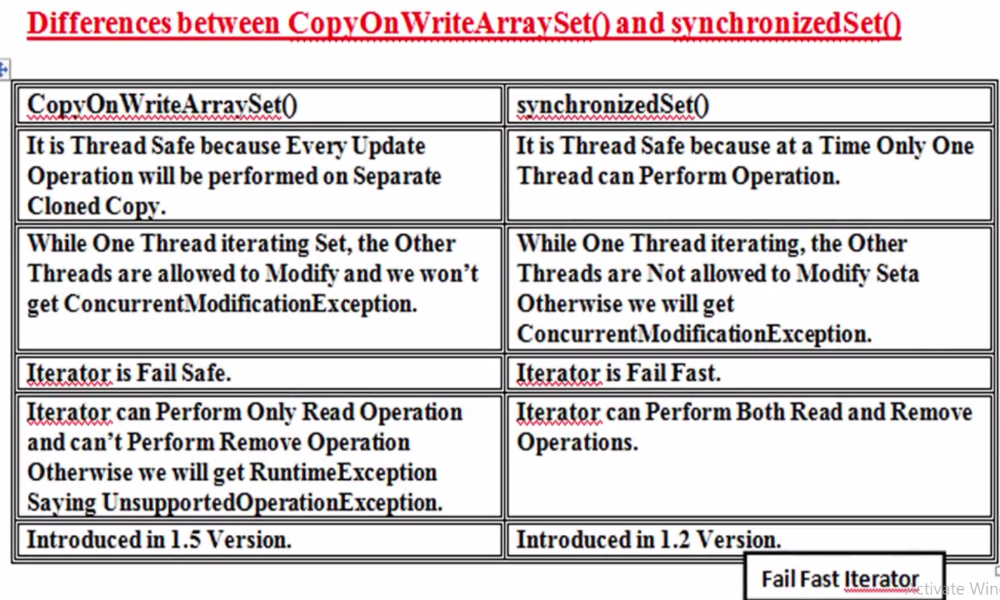 Differences between CopyOnWriteArraySet() and synchronizedSet()
CopyOnWriteArraySet()
synchronizedSet()
It is Thread Safe because Every Update
Operation will be performed on Separate
Cloned Copy.
It is Thread Safe because at a Time Only One
Thread can Perform Operation.
While One Thread iterating Set, the Other
Threads are allowed to Modify and we won't
get ConcurrentModificationException.
While One Thread iterating, the Other
Threads are Not allowed to Modify Seta
Otherwise we will get
ConcurrentModificationException.
Iterator is Fail Safe.
Iterator is Fail Fast.
Iterator can Perform Only Read Operation
and can't Perform Remove Operation
Otherwise we will get RuntimeException
Saying UnsupportedOperationException.
Iterator can Perform Both Read and Remove
Operations.
Introduced in 1.5 Version.
Introduced in 1.2 Version.
Fail Fast Iterator
Activate Win